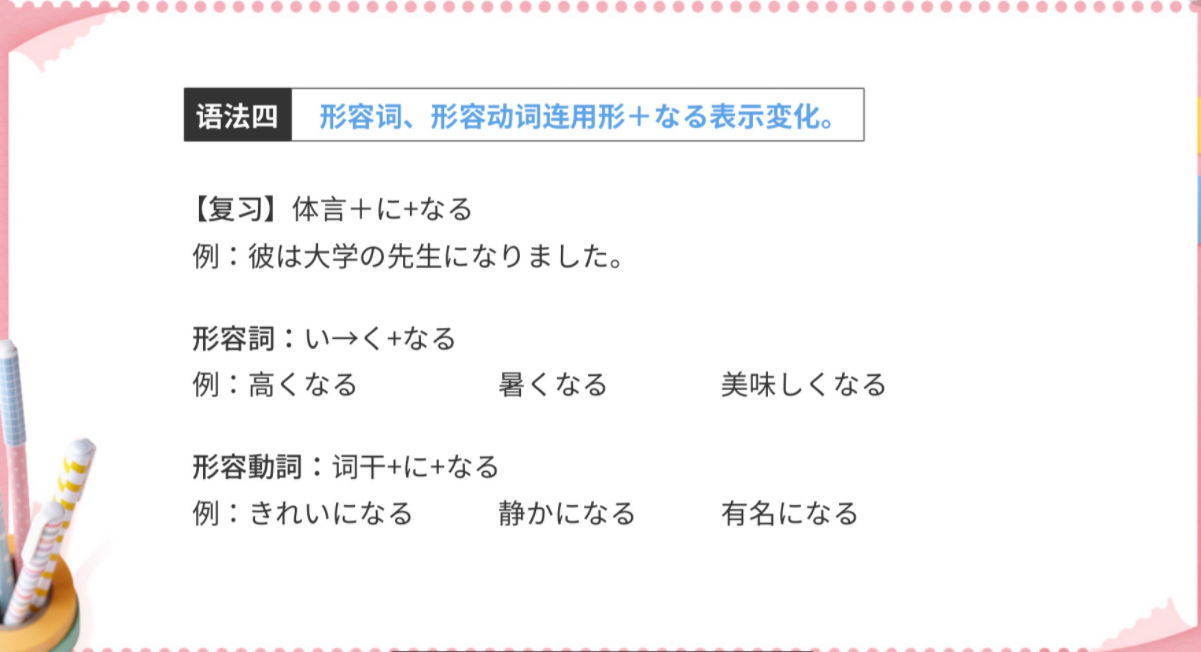 语法四 形容词、形容动词连用形＋なる表示变化。
【复习】体言＋に+なる
例：彼は大学の先生になりました。
形容詞：い→く+なる
例：高くなる 暑くなる 美味しくなる
形容動詞：词干+に+なる
例：きれいになる 静かになる 有名になる